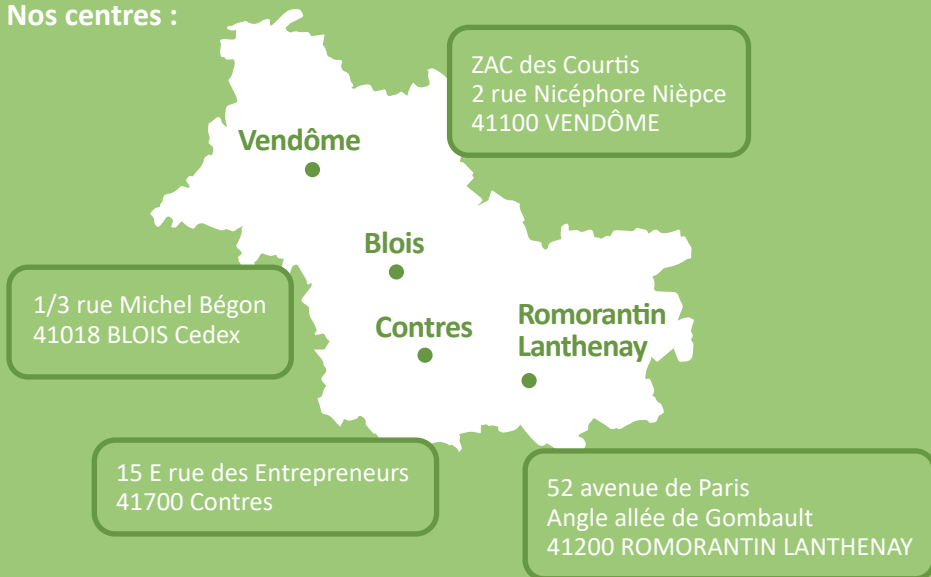 Nos centres :
ZAC des Courtis
2 rue Nicéphore Nièpce
41100 VENDÔME
Vendôme
Blois
1/3 rue Michel Bégon
41018 BLOIS Cedex
Contres
Romorantin
Lanthenay
15 E rue des Entrepreneurs
41700 Contres
52 avenue de Paris
Angle allée de Gombault
41200 ROMORANTIN LANTHENAY